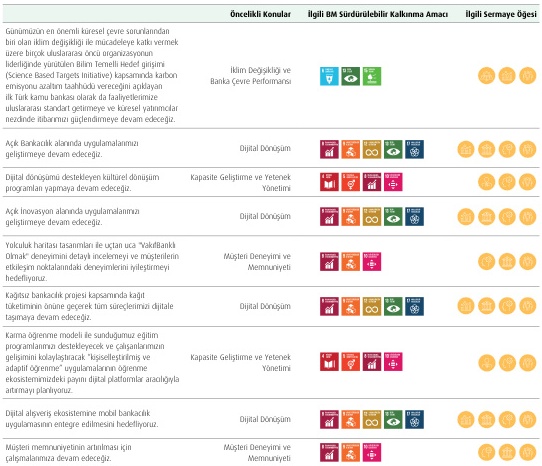 Öncelikli Konular
İlgili BM Sürdürülebilir Kalkınma Amacı
İlgili Sermaye Öğesi
Günümüzün en önemli küresel çevre sorunlarından
biri olan iklim değişikliği ile mücadeleye katkı vermek
üzere birçok uluslararası öncü organizasyonun
liderliğinde yürütülen Bilim Temelli Hedef girişimi
(Science Based Targets Initiative) kapsamında karbon
emisyonu azaltım taahhüdü vereceğini açıklayan
ilk Türk kamu bankası olarak da faaliyetlerimize
uluslararası standart getirmeye ve küresel yatırımcılar
nezdinde itibarımızı güçlendirmeye devam edeceğiz.
İklim Değişikliği ve
Banka Çevre Performansı
Açık Bankacılık alanında uygulamalarımızı
geliştirmeye devam edeceğiz.
Dijital Dönüşüm
Dijital dönüşümü destekleyen kültürel dönüşüm
programları yapmaya devam edeceğiz.
Kapasite Geliştirme ve Yetenek
Yönetimi
Açık İnovasyon alanında uygulamalarımızı
geliştirmeye devam edeceğiz.
Dijital Dönüşüm
Yolculuk haritası tasarımları ile uçtan uca “VakıfBanklı
Olmak” deneyimini detaylı incelemeyi ve müşterilerin
etkileşim noktalarındaki deneyimlerini iyileştirmeyi
hedefliyoruz.
Müşteri Deneyimi ve
Memnuniyeti
Kağıtsız bankacılık projesi kapsamında kağıt
tüketiminin önüne geçerek tüm süreçlerimizi dijitale
taşımaya devam edeceğiz.
Dijital Dönüşüm
Karma öğrenme modeli ile sunduğumuz eğitim
programlarımızı destekleyecek ve çalışanlarımızın
gelişimini kolaylaştıracak “kişiselleştirilmiş ve
adaptif öğrenme” uygulamalarının öğrenme
ekosistemimizdeki payını dijital platformlar aracılığıyla
artırmayı planlıyoruz.
Kapasite Geliştirme ve Yetenek
Yönetimi
Dijital alışveriş ekosistemine mobil bankacılık
uygulamasının entegre edilmesini hedefliyoruz.
Dijital Dönüşüm
Müşteri memnuniyetinin artırılması için
çalışmalarımıza devam edeceğiz.
Müşteri Deneyimi ve
Memnuniyeti